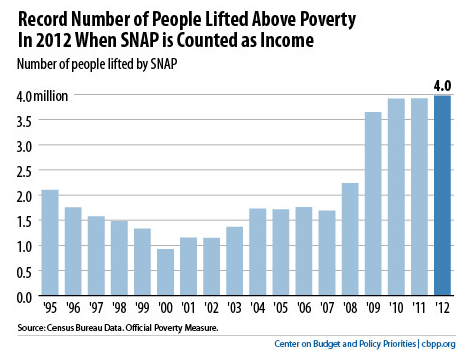 Record Number of People Lifted Above Poverty
In 2012 When SNAP is Counted as Income
Number of people lifted by SNAP
4.0
4.0 million
3.5
3.0
2.5
2.0
1.5
1.0
0.5
0.0
'95 '96 '97 '98 '99 '00 '01 '02 '03 '04 '05 '06 '07 '08 '09 '10 '11 '12
Source: Census Bureau Data. Official Poverty Measure.
Center on Budget and Policy Priorities | cbpp.org